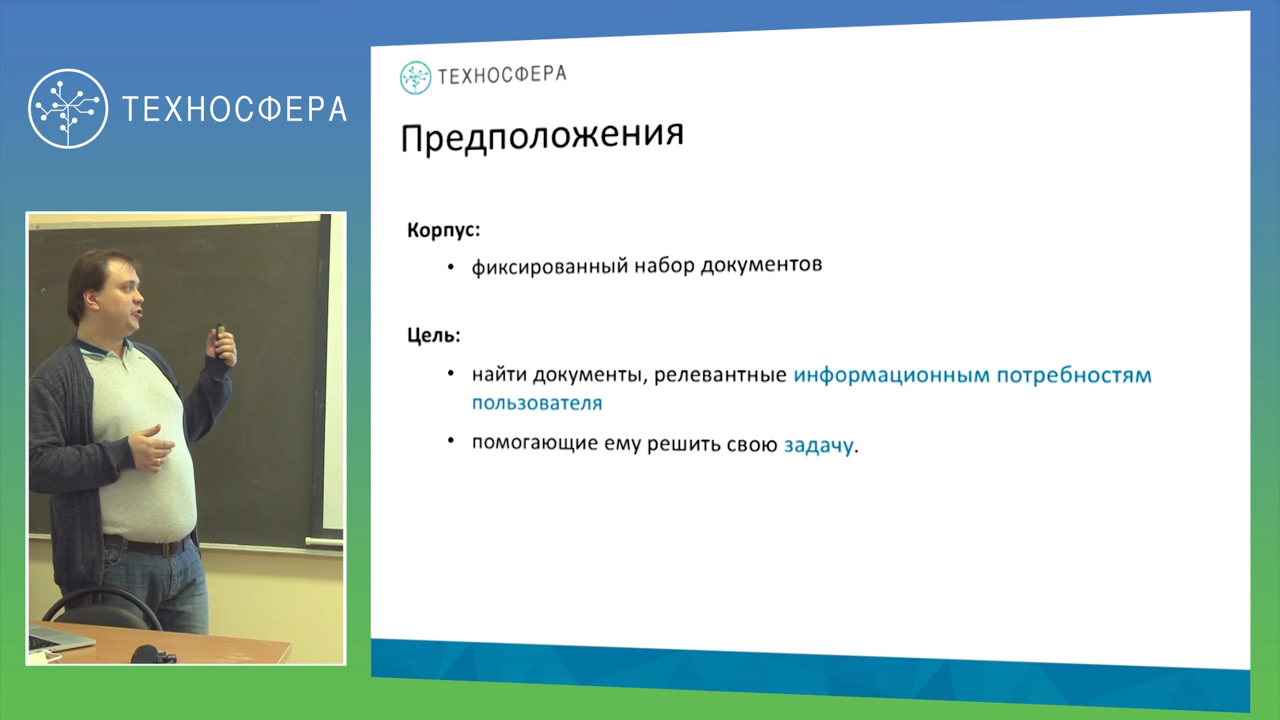 ТЕХНОСФЕРА
ТЕХНОСФЕРА
Предположения
Корпус:
• фиксированный набор документов
Цель:
• найти документы, релевантные информационным потребностям
пользователя
• помогающие ему решить свою задачу.